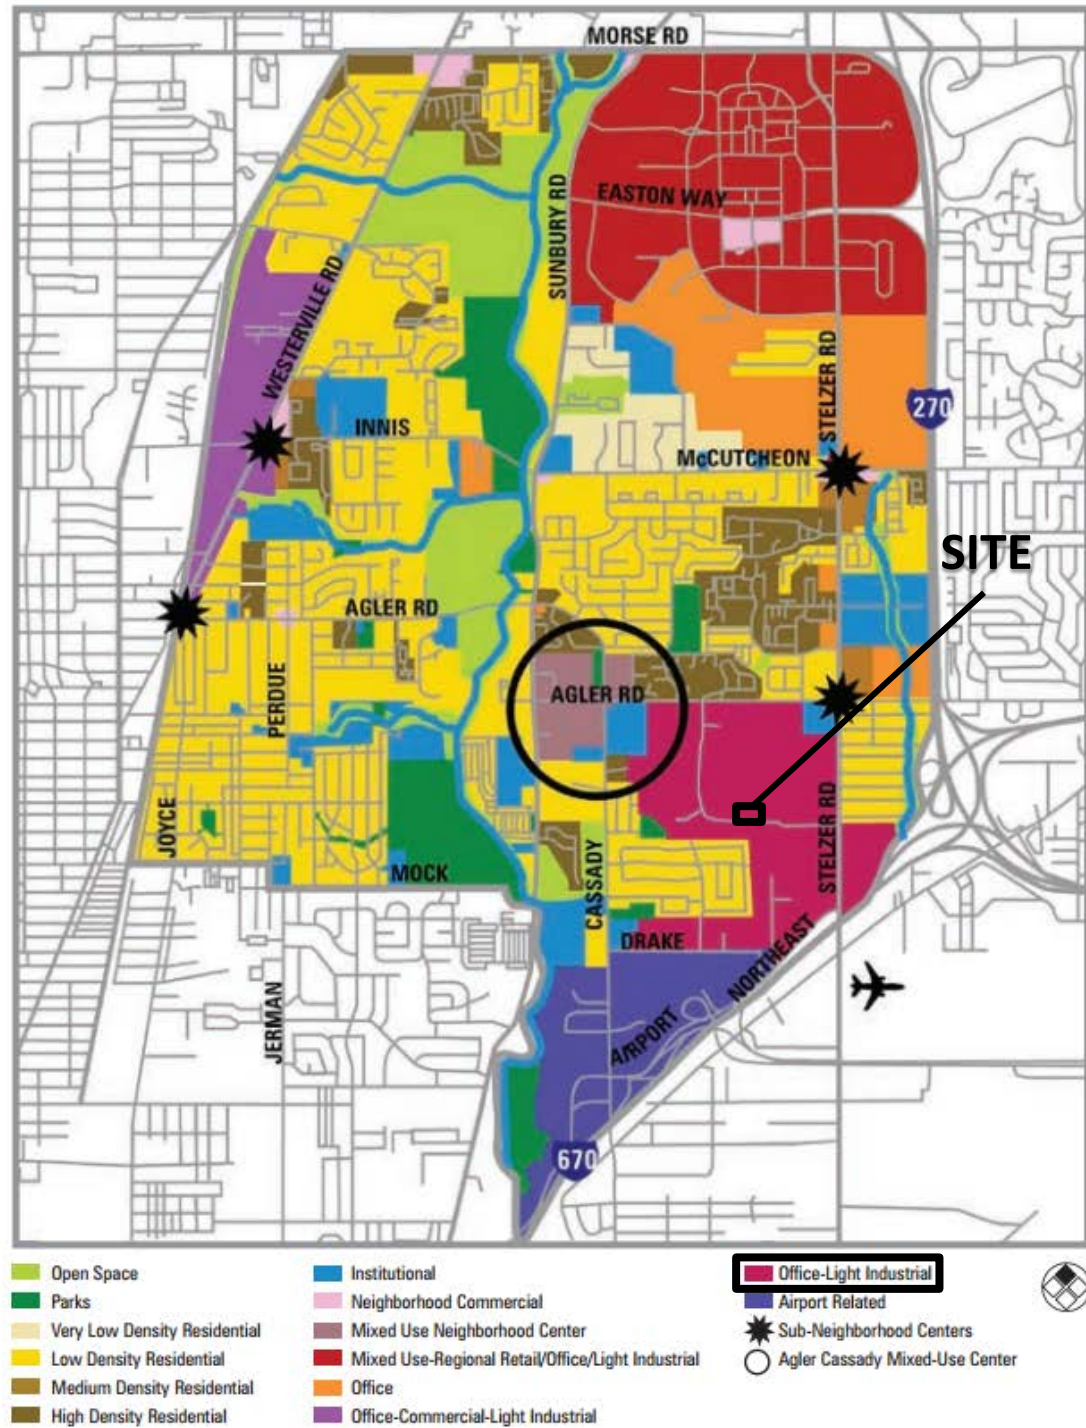 MORSE RD
EASTON WAY
SUNBURY RD
WESTERVILLE RD
STELZER RD
270
INNIS
McCUTCHEON
SITE
AGLER RD
PERDUE
AGLER RD
JOYCE
STELZER RD
MOCK
CASSADY
DRAKE
NORTHEAST
JERMAN
AIRPORT
670
Open Space
Parks
Very Low Density Residential
Low Density Residential
Medium Density Residential
High Density Residential
Institutional
Neighborhood Commercial
Mixed Use Neighborhood Center
Mixed Use-Regional Retail/Office/Light Industrial
Office
Office-Commercial-Light Industrial
Office-Light Industrial
Airport Related
Sub-Neighborhood Centers
Agler Cassady Mixed-Use Center